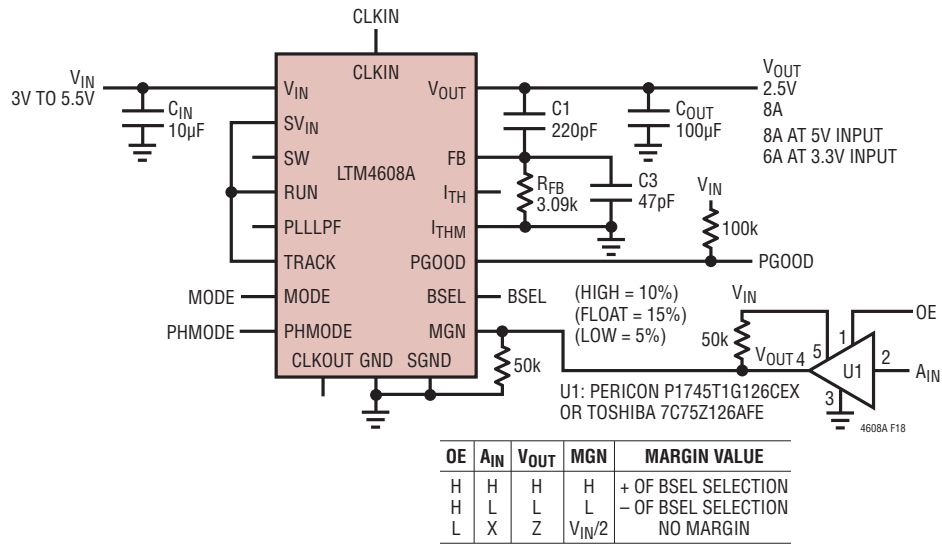 CLKIN
V_IN
3V TO 5.5V
C_IN
10µF
CLKIN
V_IN
SV_IN
SW
RUN
PLLLPF
TRACK
MODE
MODE
PHMODE
PHMODE
CLKOUT GND SGND
LTM4608A
V_OUT
FB
I_TH
I_THM
PGOOD
BSEL
MGN
C1
220pF
C_OUT
100µF
V_OUT
2.5V
8A
8A AT 5V INPUT
6A AT 3.3V INPUT
R_FB
3.09k
C3
47pF
V_IN
100k
PGOOD
BSEL
(HIGH = 10%)
(FLOAT = 15%)
(LOW = 5%)
50k
V_IN
50k
V_OUT 4
5
1
OE
2
A_IN
U1
3
U1: PERICON P1745T1G126CEX
OR TOSHIBA 7C75Z126AFE
4608A F18
OE A_IN V_OUT MGN MARGIN VALUE
H H H H + OF BSEL SELECTION
H L L L – OF BSEL SELECTION
L X Z V_IN/2 NO MARGIN